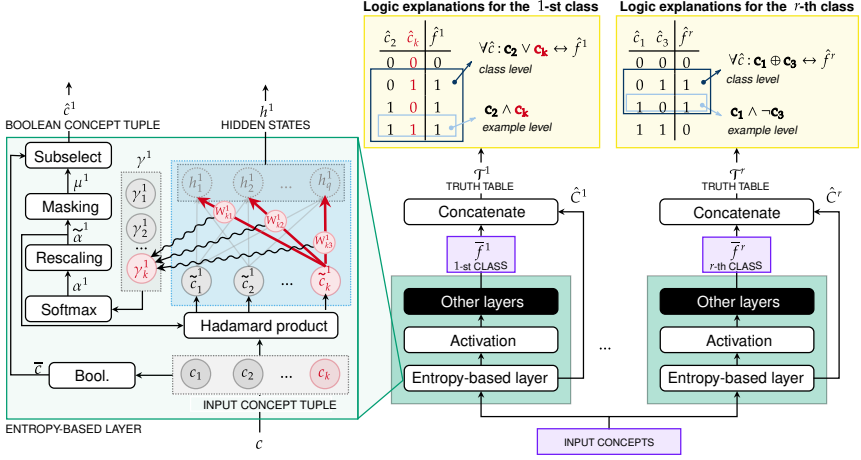 Logic explanations for the 1-st class
ĉ₂ ĉₖ f̂¹
0 0 0
0 1 1
1 0 1
1 1 1
∀ĉ : c₂ ∨ cₖ ↔ f̂¹
class level
c₂ ∧ cₖ
example level
Logic explanations for the r-th class
ĉ₁ ĉ₃ f̂ʳ
0 0 0
0 1 1
1 0 1
1 1 0
∀ĉ : c₁ ⊕ c₃ ↔ f̂ʳ
class level
c₁ ∧ ¬c₃
example level
ĉ¹
BOOLEAN CONCEPT TUPLE
h¹
HIDDEN STATES
Subselect
μ¹
Masking
α̃¹
Rescaling
α¹
Softmax
c̄
Bool.
γ¹
γ₁¹
γ₂¹
...
γₖ¹
h₁¹ h₂¹ ... h_q¹
W¹ₖ₁
W¹ₖ₂
W¹ₖ₃
c̃₁¹ c̃₂¹ ... c̃ₖ¹
Hadamard product
c₁ c₂ ... cₖ
INPUT CONCEPT TUPLE
ENTROPY-BASED LAYER
c
𝒯¹
TRUTH TABLE
Ĉ¹
Concatenate
f̄¹
1-st CLASS
Other layers
Activation
Entropy-based layer
...
𝒯ʳ
TRUTH TABLE
Ĉʳ
Concatenate
f̄ʳ
r-th CLASS
Other layers
Activation
Entropy-based layer
INPUT CONCEPTS